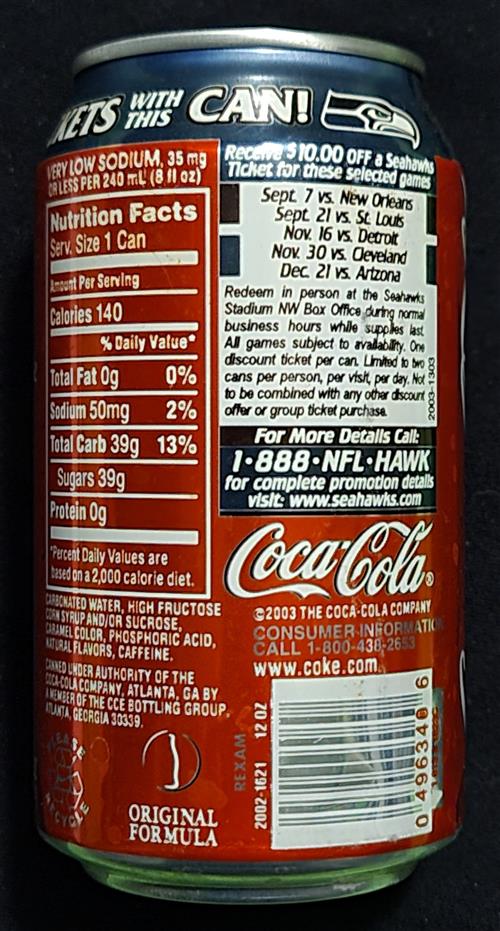 KETS WITH THIS CAN!
VERY LOW SODIUM, 35 mg
OR LESS PER 240 mL (8 fl oz)
Nutrition Facts
Serv. Size 1 Can
Amount Per Serving
Calories 140
% Daily Value*
Total Fat 0g 0%
Sodium 50mg 2%
Total Carb 39g 13%
Sugars 39g
Protein 0g
*Percent Daily Values are
based on a 2,000 calorie diet.
CARBONATED WATER, HIGH FRUCTOSE
CORN SYRUP AND/OR SUCROSE,
CARAMEL COLOR, PHOSPHORIC ACID,
NATURAL FLAVORS, CAFFEINE.
CANNED UNDER AUTHORITY OF THE
COCA-COLA COMPANY, ATLANTA, GA BY
A MEMBER OF THE CCE BOTTLING GROUP,
ATLANTA, GEORGIA 30339.
PLEASE
RECYCLE
ORIGINAL
FORMULA
Receive $10.00 OFF a Seahawks
Ticket for these selected games
Sept. 7 vs. New Orleans
Sept. 21 vs. St. Louis
Nov. 16 vs. Detroit
Nov. 30 vs. Cleveland
Dec. 21 vs. Arizona
Redeem in person at the Seahawks
Stadium NW Box Office during normal
business hours while supplies last.
All games subject to availability. One
discount ticket per can. Limited to two
cans per person, per visit, per day. Not
to be combined with any other discount
offer or group ticket purchase.
2003-1303
For More Details Call:
1•888•NFL•HAWK
for complete promotion details
visit: www.seahawks.com
Coca-Cola®
©2003 THE COCA-COLA COMPANY
CONSUMER INFORMATION
CALL 1-800-438-2653
www.coke.com
REXAM
2002-1621 12 OZ
0 496340 6